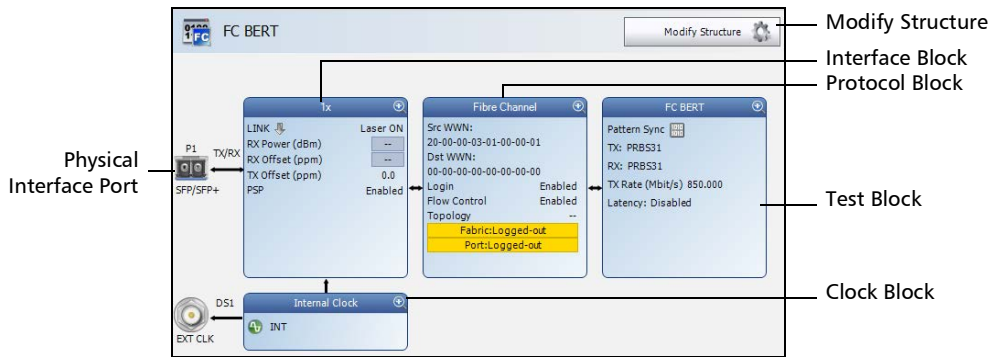 FC
FC BERT
Modify Structure
Modify Structure
Interface Block
Protocol Block
1x
LINK
Laser ON
RX Power (dBm)
--
RX Offset (ppm)
--
TX Offset (ppm)
0.0
PSP
Enabled
Fibre Channel
Src WWN:
20-00-00-03-01-00-00-01
Dst WWN:
00-00-00-00-00-00-00-00
Login
Enabled
Flow Control
Enabled
Topology
--
Fabric:Logged-out
Port:Logged-out
FC BERT
Pattern Sync
TX: PRBS31
RX: PRBS31
TX Rate (Mbit/s) 850.000
Latency: Disabled
Physical
Interface Port
P1
TX/RX
SFP/SFP+
Test Block
Clock Block
DS1
EXT CLK
Internal Clock
INT